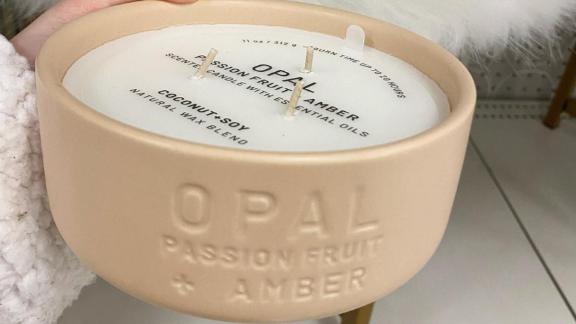 11 oz / 312 g BURN TIME UP TO 20 HOURS
OPAL
PASSION FRUIT + AMBER
SCENTED CANDLE WITH ESSENTIAL OILS
COCONUT+SOY
NATURAL WAX BLEND
OPAL
PASSION FRUIT
+ AMBER